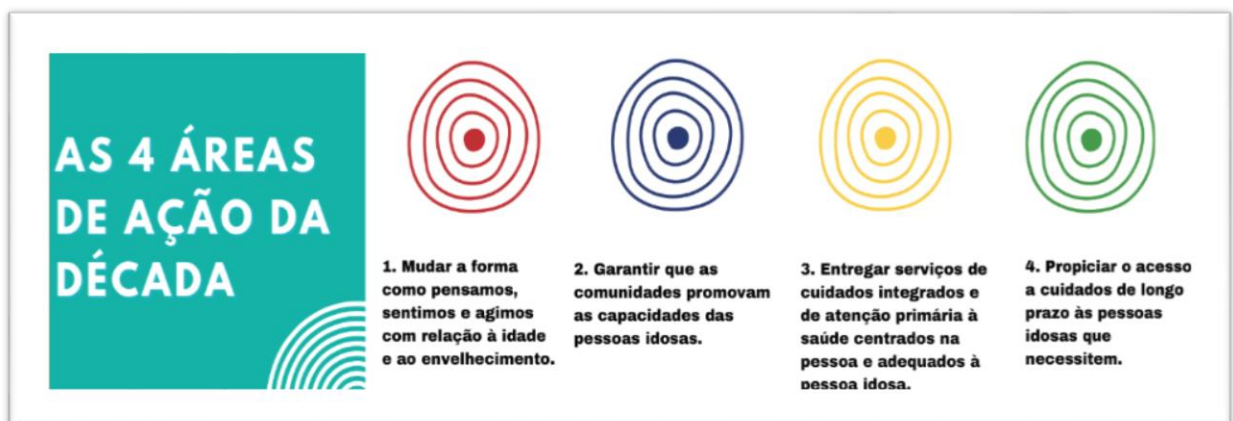 AS 4 ÁREAS
DE AÇÃO DA
DÉCADA
1. Mudar a forma
como pensamos,
sentimos e agimos
com relação à idade
e ao envelhecimento.
2. Garantir que as
comunidades promovam
as capacidades das
pessoas idosas.
3. Entregar serviços de
cuidados integrados e
de atenção primária à
saúde centrados na
pessoa e adequados à
pessoa idosa.
4. Propiciar o acesso
a cuidados de longo
prazo às pessoas
idosas que
necessitem.